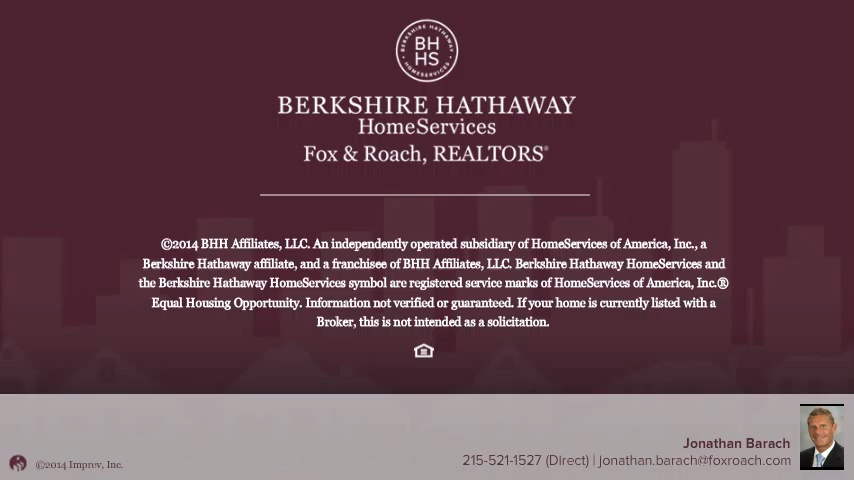 BERKSHIRE HATHAWAY
BH
HS
HOMESERVICES
BERKSHIRE HATHAWAY
HomeServices
Fox & Roach, REALTORS®
©2014 BHH Affiliates, LLC. An independently operated subsidiary of HomeServices of America, Inc., a
Berkshire Hathaway affiliate, and a franchisee of BHH Affiliates, LLC. Berkshire Hathaway HomeServices and
the Berkshire Hathaway HomeServices symbol are registered service marks of HomeServices of America, Inc.®
Equal Housing Opportunity. Information not verified or guaranteed. If your home is currently listed with a
Broker, this is not intended as a solicitation.
Jonathan Barach
215-521-1527 (Direct) | jonathan.barach@foxroach.com
©2014 Imprev, Inc.